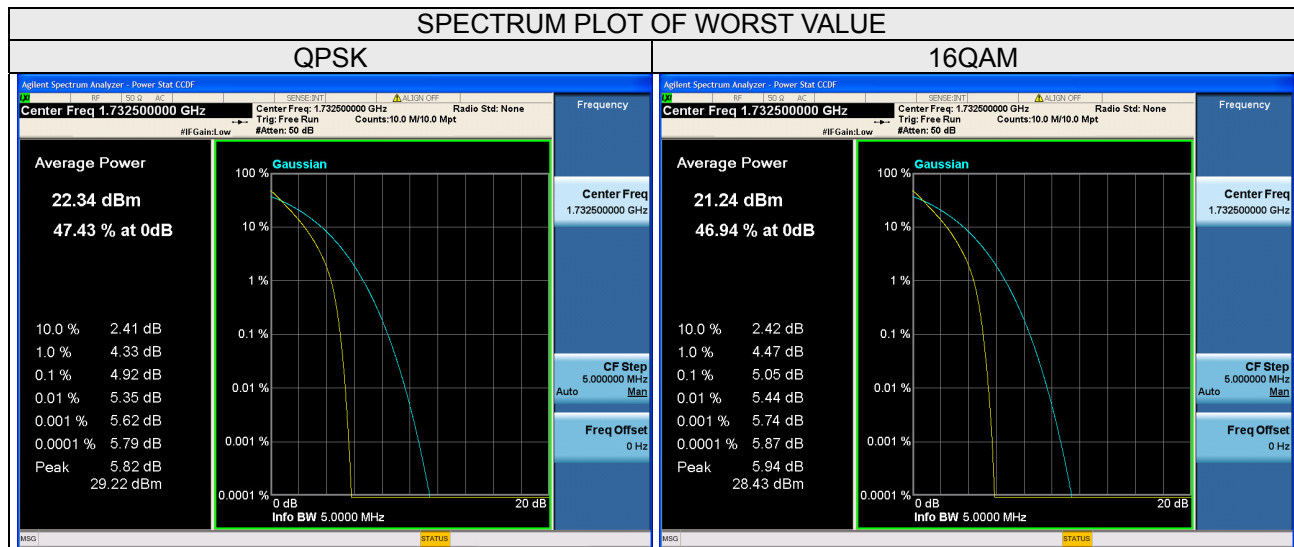 SPECTRUM PLOT OF WORST VALUE
QPSK
16QAM
Agilent Spectrum Analyzer - Power Stat CCDF
RF 50 Ω AC SENSE:INT ALIGN OFF
Center Freq 1.732500000 GHz
Center Freq: 1.732500000 GHz Radio Std: None
Trig: Free Run Counts:10.0 M/10.0 Mpt
#IFGain:Low #Atten: 50 dB
Frequency
Average Power
22.34 dBm
47.43 % at 0dB
10.0 % 2.41 dB
1.0 % 4.33 dB
0.1 % 4.92 dB
0.01 % 5.35 dB
0.001 % 5.62 dB
0.0001 % 5.79 dB
Peak 5.82 dB
29.22 dBm
Gaussian
100 %
10 %
1 %
0.1 %
0.01 %
0.001 %
0.0001 %
0 dB 20 dB
Info BW 5.0000 MHz
Center Freq
1.732500000 GHz
CF Step
5.000000 MHz
Auto Man
Freq Offset
0 Hz
MSG STATUS
Agilent Spectrum Analyzer - Power Stat CCDF
RF 50 Ω AC SENSE:INT ALIGN OFF
Center Freq 1.732500000 GHz
Center Freq: 1.732500000 GHz Radio Std: None
Trig: Free Run Counts:10.0 M/10.0 Mpt
#IFGain:Low #Atten: 50 dB
Frequency
Average Power
21.24 dBm
46.94 % at 0dB
10.0 % 2.42 dB
1.0 % 4.47 dB
0.1 % 5.05 dB
0.01 % 5.44 dB
0.001 % 5.74 dB
0.0001 % 5.87 dB
Peak 5.94 dB
28.43 dBm
Gaussian
100 %
10 %
1 %
0.1 %
0.01 %
0.001 %
0.0001 %
0 dB 20 dB
Info BW 5.0000 MHz
Center Freq
1.732500000 GHz
CF Step
5.000000 MHz
Auto Man
Freq Offset
0 Hz
MSG STATUS